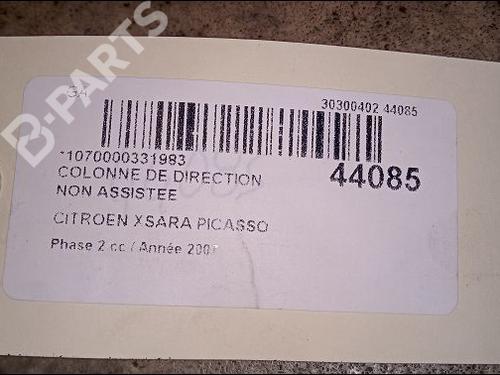 B-PARTS
30300402 44085
*1070000331983
COLONNE DE DIRECTION
44085
NON ASSISTEE
CITROEN XSARA PICASSO
Phase 2 cc / Année